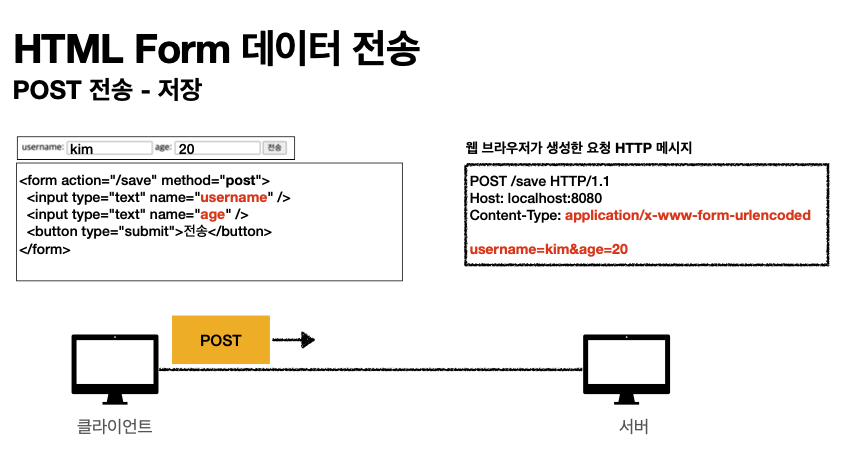 HTML Form 데이터 전송
POST 전송 - 저장
username: kim age: 20 전송
<form action="/save" method="post">
<input type="text" name="username" />
<input type="text" name="age" />
<button type="submit">전송</button>
</form>
웹 브라우저가 생성한 요청 HTTP 메시지
POST /save HTTP/1.1
Host: localhost:8080
Content-Type: application/x-www-form-urlencoded
username=kim&age=20
POST
클라이언트
서버